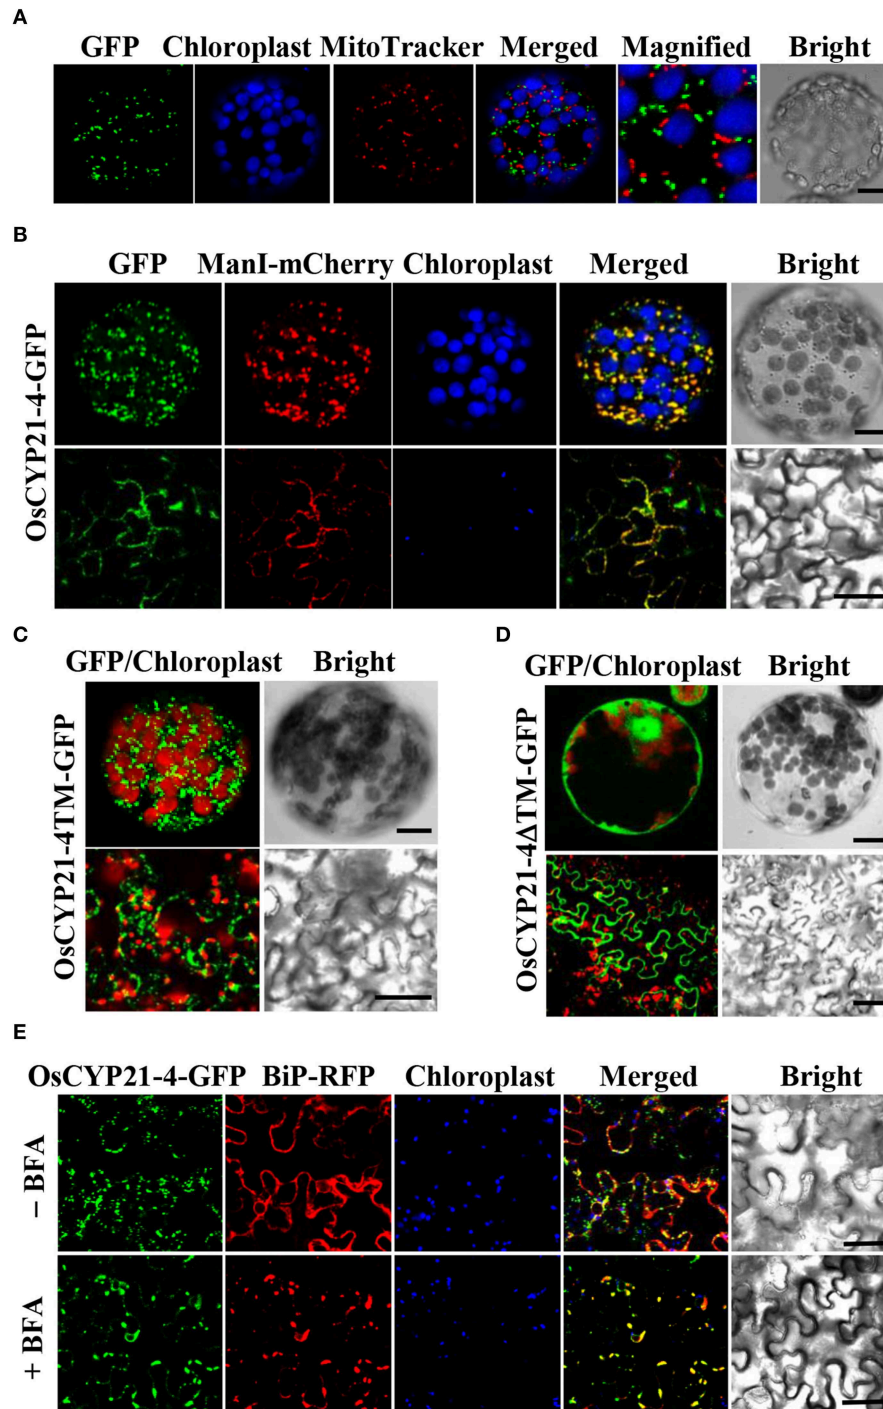 A
GFP Chloroplast MitoTracker Merged Magnified Bright
B
GFP ManI-mCherry Chloroplast Merged Bright
OsCYP21-4-GFP
C
GFP/Chloroplast Bright
OsCYP21-4TM-GFP
D
GFP/Chloroplast Bright
OsCYP21-4ΔTM-GFP
E
OsCYP21-4-GFP BiP-RFP Chloroplast Merged Bright
– BFA
+ BFA